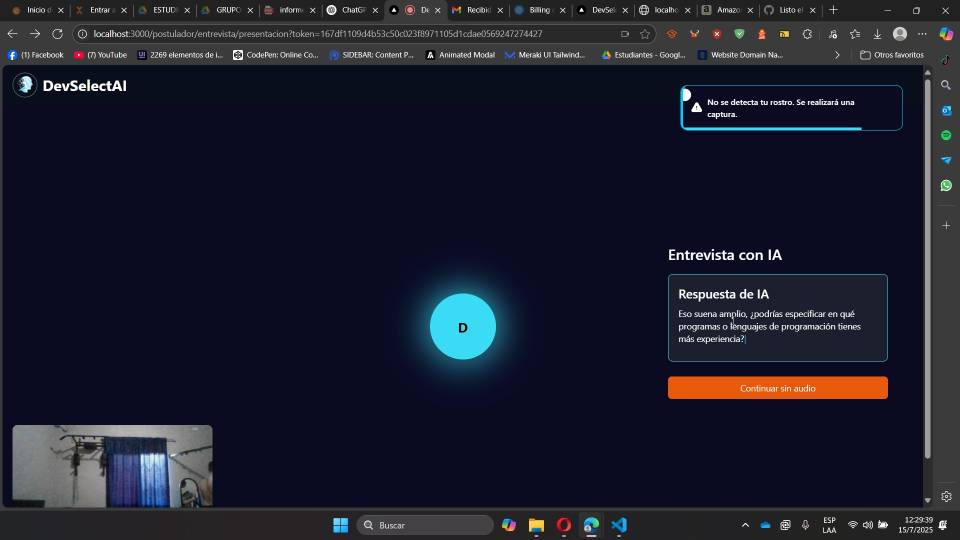 Inicio d
Entrar a
ESTUD
GRUPO
inform
ChatGP
De
Recibid
Billing
DevSel
localho
Amazo
Listo el
localhost:3000/postulador/entrevista/presentacion?token=167df1109d4b53c50c023f8971105d1cdae0569247274427
(1) Facebook
(7) YouTube
2269 elementos de i...
CodePen: Online Co...
SIDEBAR: Content P...
Animated Modal
Meraki UI Tailwind...
Estudiantes - Googl...
Website Domain Na...
Otros favoritos
DevSelectAI
No se detecta tu rostro. Se realizará una
captura.
Entrevista con IA
Respuesta de IA
Eso suena amplio, ¿podrías especificar en qué
programas o lenguajes de programación tienes
más experiencia?
D
Continuar sin audio
Buscar
ESP
LAA
12:29:39
15/7/2025